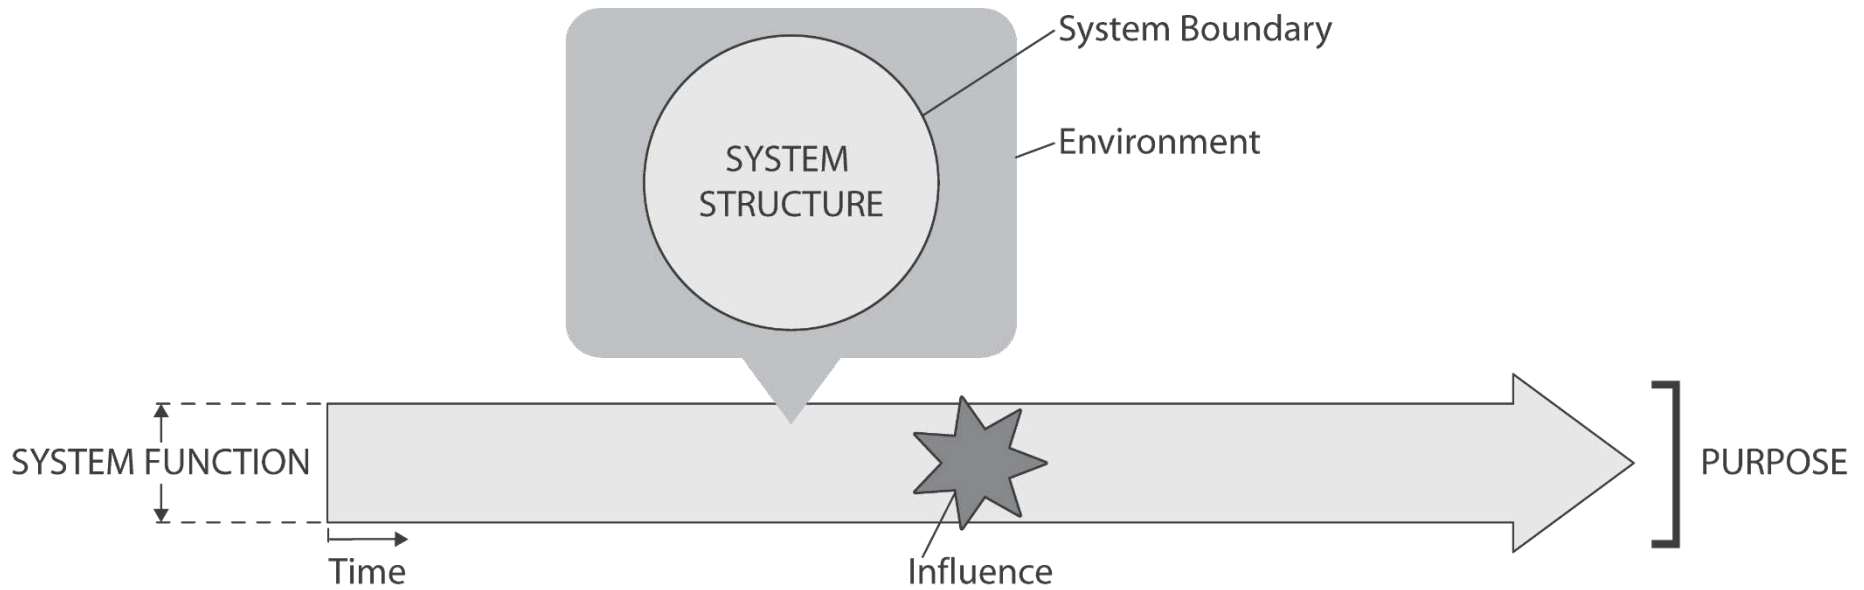 System Boundary
Environment
SYSTEM
STRUCTURE
SYSTEM FUNCTION
PURPOSE
Time
Influence